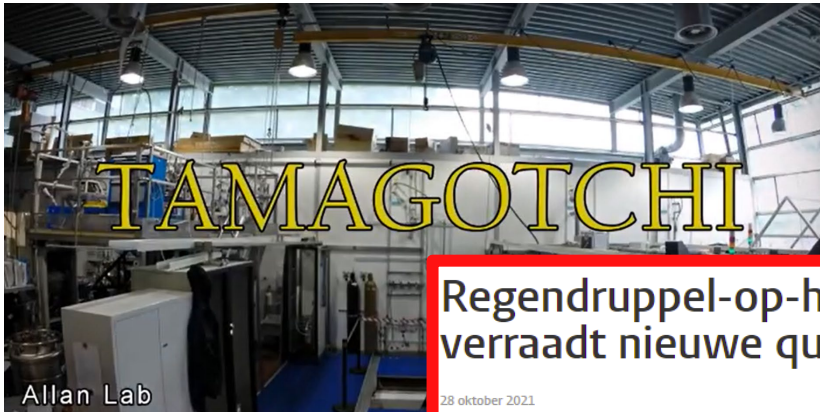 TAMAGOTCHI
Regendruppel-op-h
verraadt nieuwe qu
28 oktober 2021
Allan Lab